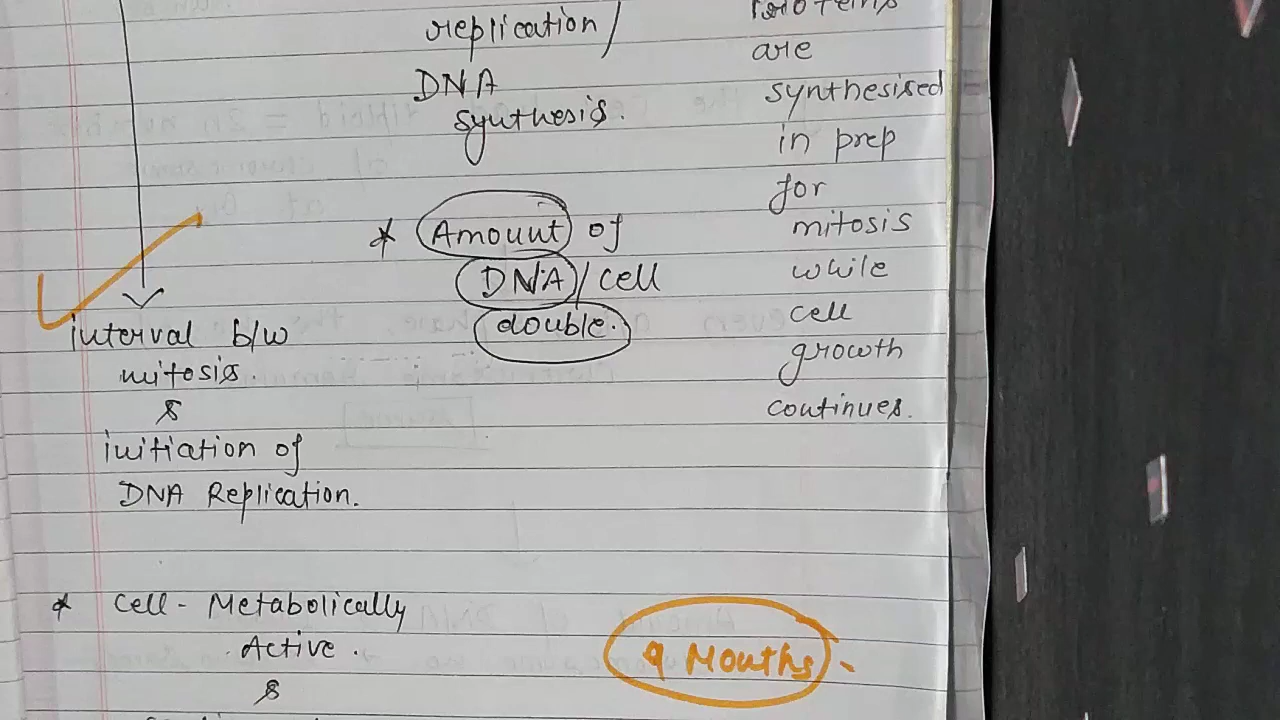 replication/
DNA
synthesis.
* Amount of
DNA/cell
double.
are
synthesised
in prep
for
mitosis
while
cell
growth
continues.
interval b/w
mitosis.
&
initiation of
DNA Replication.
* Cell - Metabolically
Active.
&
9 Months